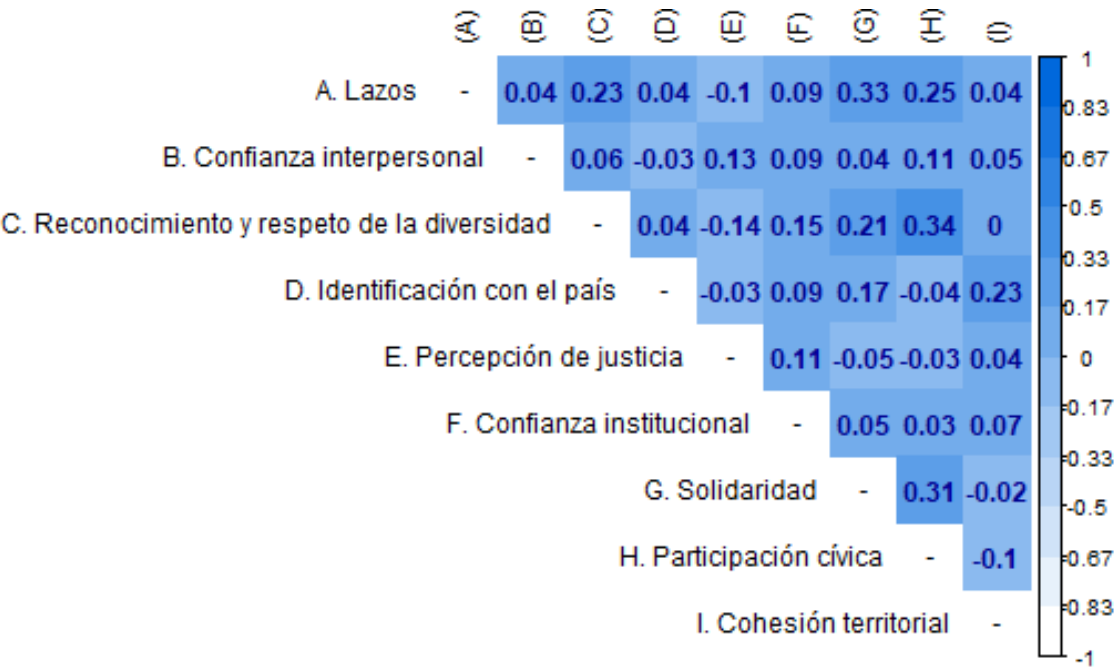 (A) (B) (C) (D) (E) (F) (G) (H) (I)
A. Lazos - 0.04 0.23 0.04 -0.1 0.09 0.33 0.25 0.04
B. Confianza interpersonal - 0.06 -0.03 0.13 0.09 0.04 0.11 0.05
C. Reconocimiento y respeto de la diversidad - 0.04 -0.14 0.15 0.21 0.34 0
D. Identificación con el país - -0.03 0.09 0.17 -0.04 0.23
E. Percepción de justicia - 0.11 -0.05 -0.03 0.04
F. Confianza institucional - 0.05 0.03 0.07
G. Solidaridad - 0.31 -0.02
H. Participación cívica - -0.1
I. Cohesión territorial -
1
0.83
0.67
0.5
0.33
0.17
0
-0.17
-0.33
-0.5
-0.67
-0.83
-1